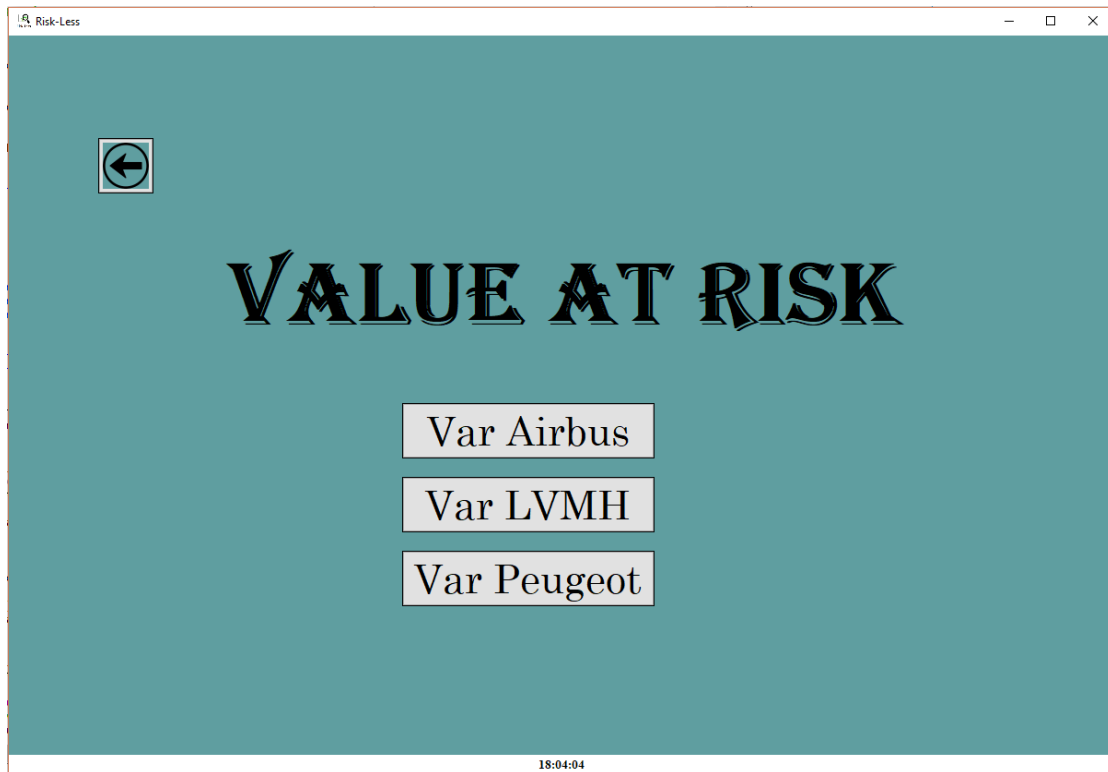 Risk-Less
VALUE AT RISK
Var Airbus
Var LVMH
Var Peugeot
18:04:04